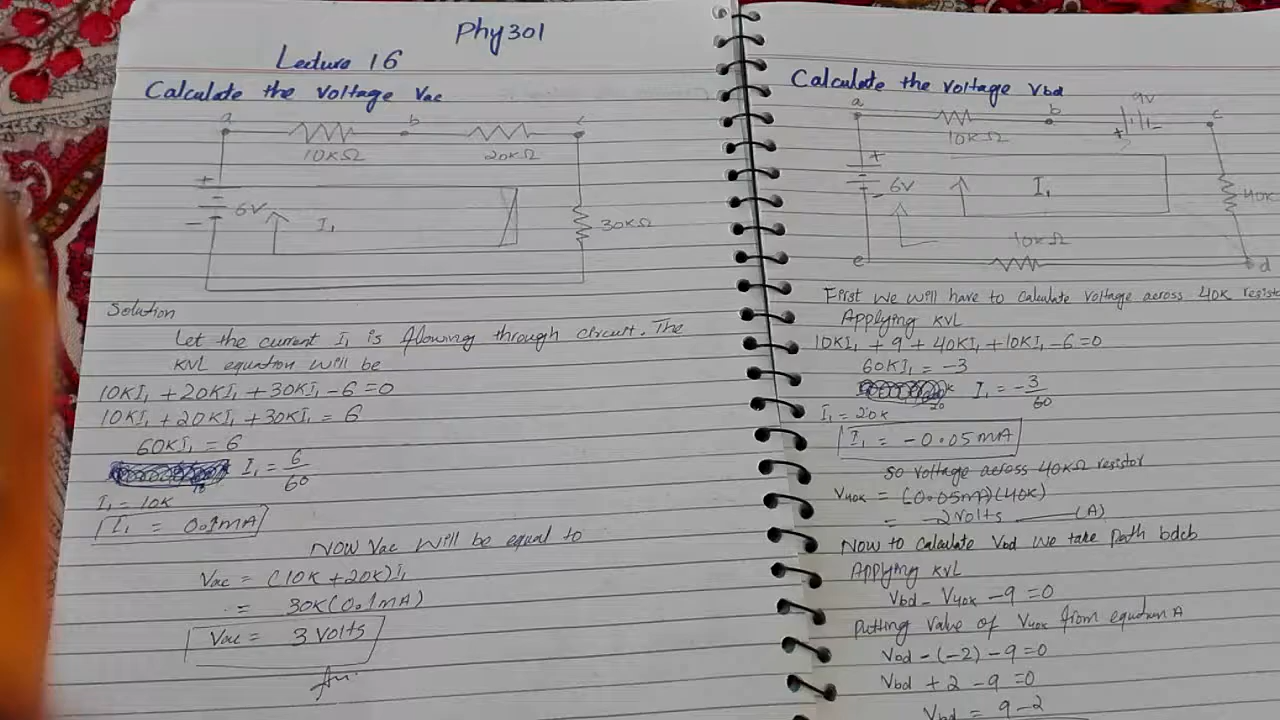 Phy301
Lecture 16
Calculate the voltage Vac
a
b
c
10KΩ
20KΩ
+
6V
-
I₁
30KΩ
Solution
Let the current I₁ is flowing through circuit. The
KVL equation will be
10KI₁ + 20KI₁ + 30KI₁ - 6 = 0
10KI₁ + 20KI₁ + 30KI₁ = 6
60KI₁ = 6
I₁ = 6/60
I₁ = 10K
I₁ = 0.1mA
Now Vac will be equal to
Vac = (10K + 20K)I₁
= 30K(0.1mA)
Vac = 3 Volts
Calculate the voltage Vbd
a
b
9V
c
10KΩ
+
-
+
6V
-
I₁
40K
10KΩ
e
d
First we will have to calculate voltage across 40K resisto
Applying KVL
10KI₁ + 9 + 40KI₁ + 10KI₁ - 6 = 0
60KI₁ = -3
I₁ = -3/60
I₁ = 20K
I₁ = -0.05mA
so voltage across 40KΩ resistor
V40K = (0.05mA)(40K)
= -2Volts (A)
Now to calculate Vbd we take path bdcb
Applying KVL
Vbd - V40K - 9 = 0
Putting value of V40K from equation A
Vbd - (-2) - 9 = 0
Vbd + 2 - 9 = 0
Vbd = 9 - 2